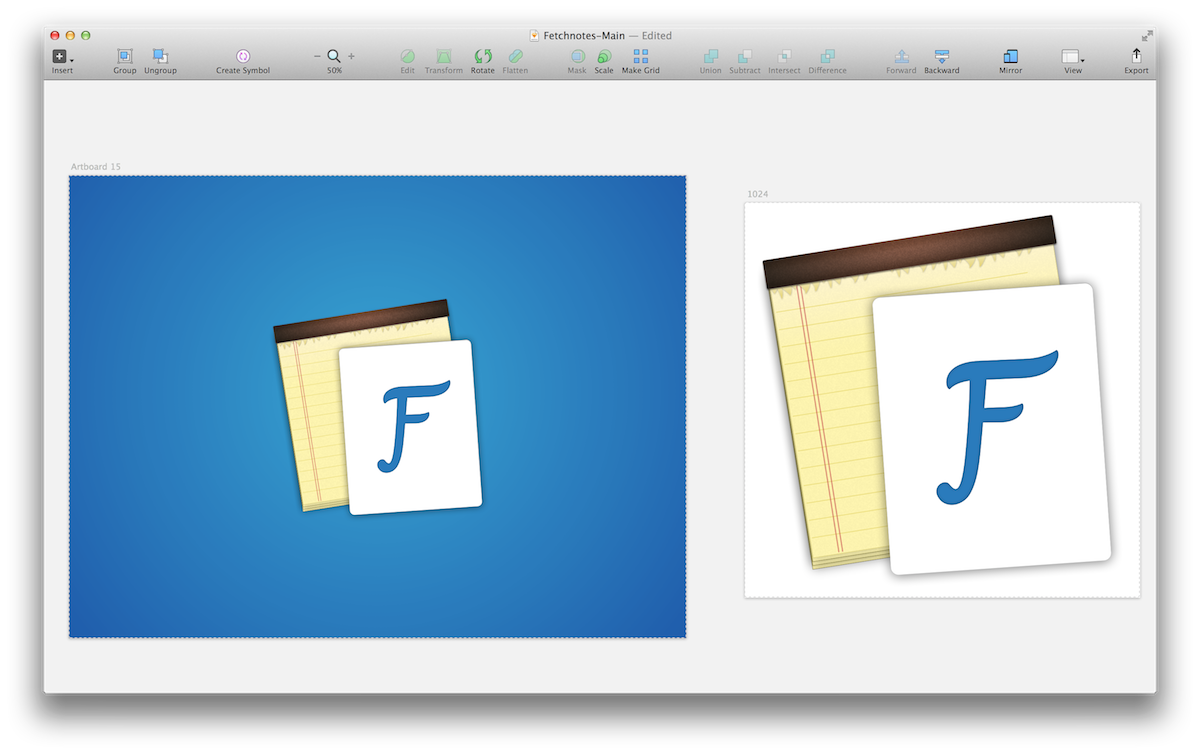 Fetchnotes-Main — Edited
Insert Group Ungroup Create Symbol 50% Edit Transform Rotate Flatten Mask Scale Make Grid Union Subtract Intersect Difference Forward Backward Mirror View Export
Artboard 15
1024
F
F